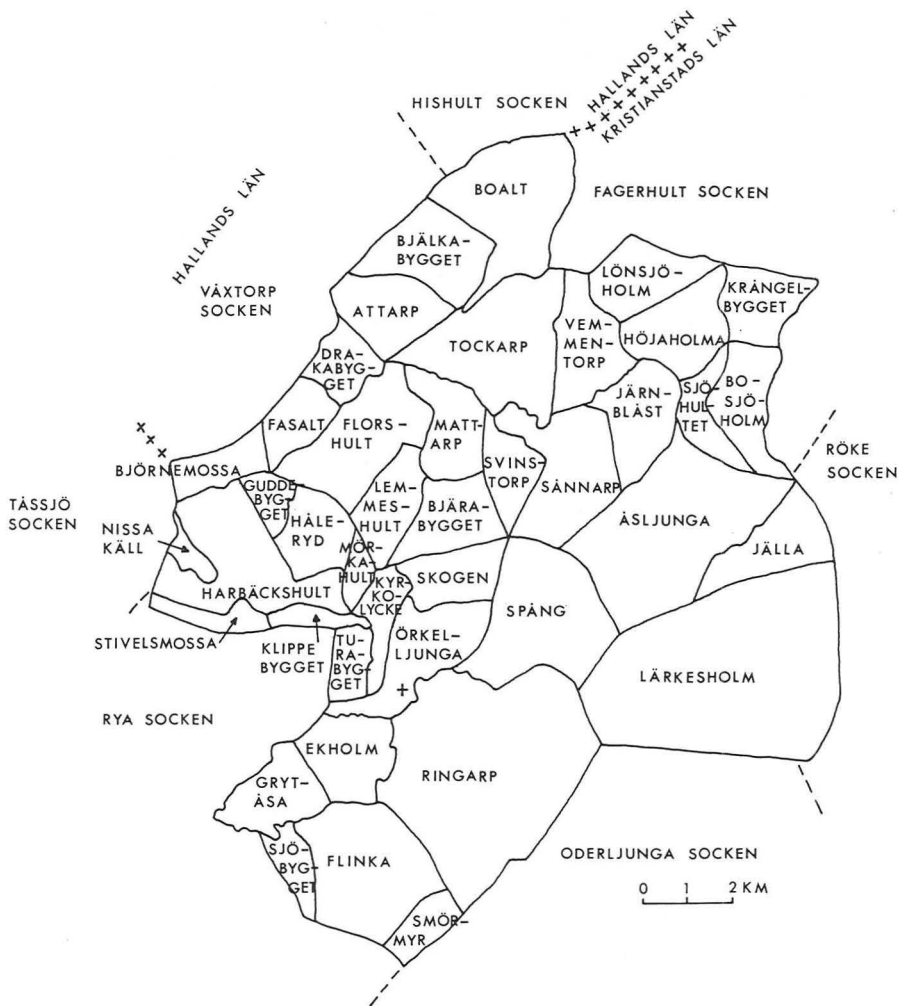 HALLANDS LÄN
KRISTIANSTADS LÄN
HISHULT SOCKEN
BOALT
FAGERHULT SOCKEN
HALLANDS LÄN
BJÄLKA-
BYGGET
VÅXTORP
SOCKEN
LÖNSJÖ-
HOLM
KRÅNGEL-
BYGGET
ATTARP
TOCKARP
VEM-
MEN-
TORP
HÖJAHOLMA
DRA-
KABYG-
GET
JÄRN-
BLÅST
SJÖ-
HUL-
TET
BO-
SJÖ-
HOLM
FASALT
FLORS-
HULT
MATT-
ARP
SVINS-
TORP
SÅNNARP
RÖKE
SOCKEN
BJÖRNEMOSSA
GUDDE-
BYG-
GET
LEM-
MES-
HULT
BJÄRA-
BYGGET
TÅSSJÖ
SOCKEN
NISSA
KÄLL
HÅLE-
RYD
ÅSLJUNGA
JÄLLA
MÖR-
KA-
HULT
KYR-
KO-
LYCKE
SKOGEN
HARBÄCKSHULT
SPÅNG
STIVELSMOSSA
KLIPPE
BYGGET
TU-
RA-
BYG-
GET
ÖRKEL-
LJUNGA
LÄRKESHOLM
RYA SOCKEN
EKHOLM
RINGARP
GRYT-
ÅSA
SJÖ-
BYG-
GET
FLINKA
ODERLJUNGA SOCKEN
0 1 2 KM
SMÖR-
MYR